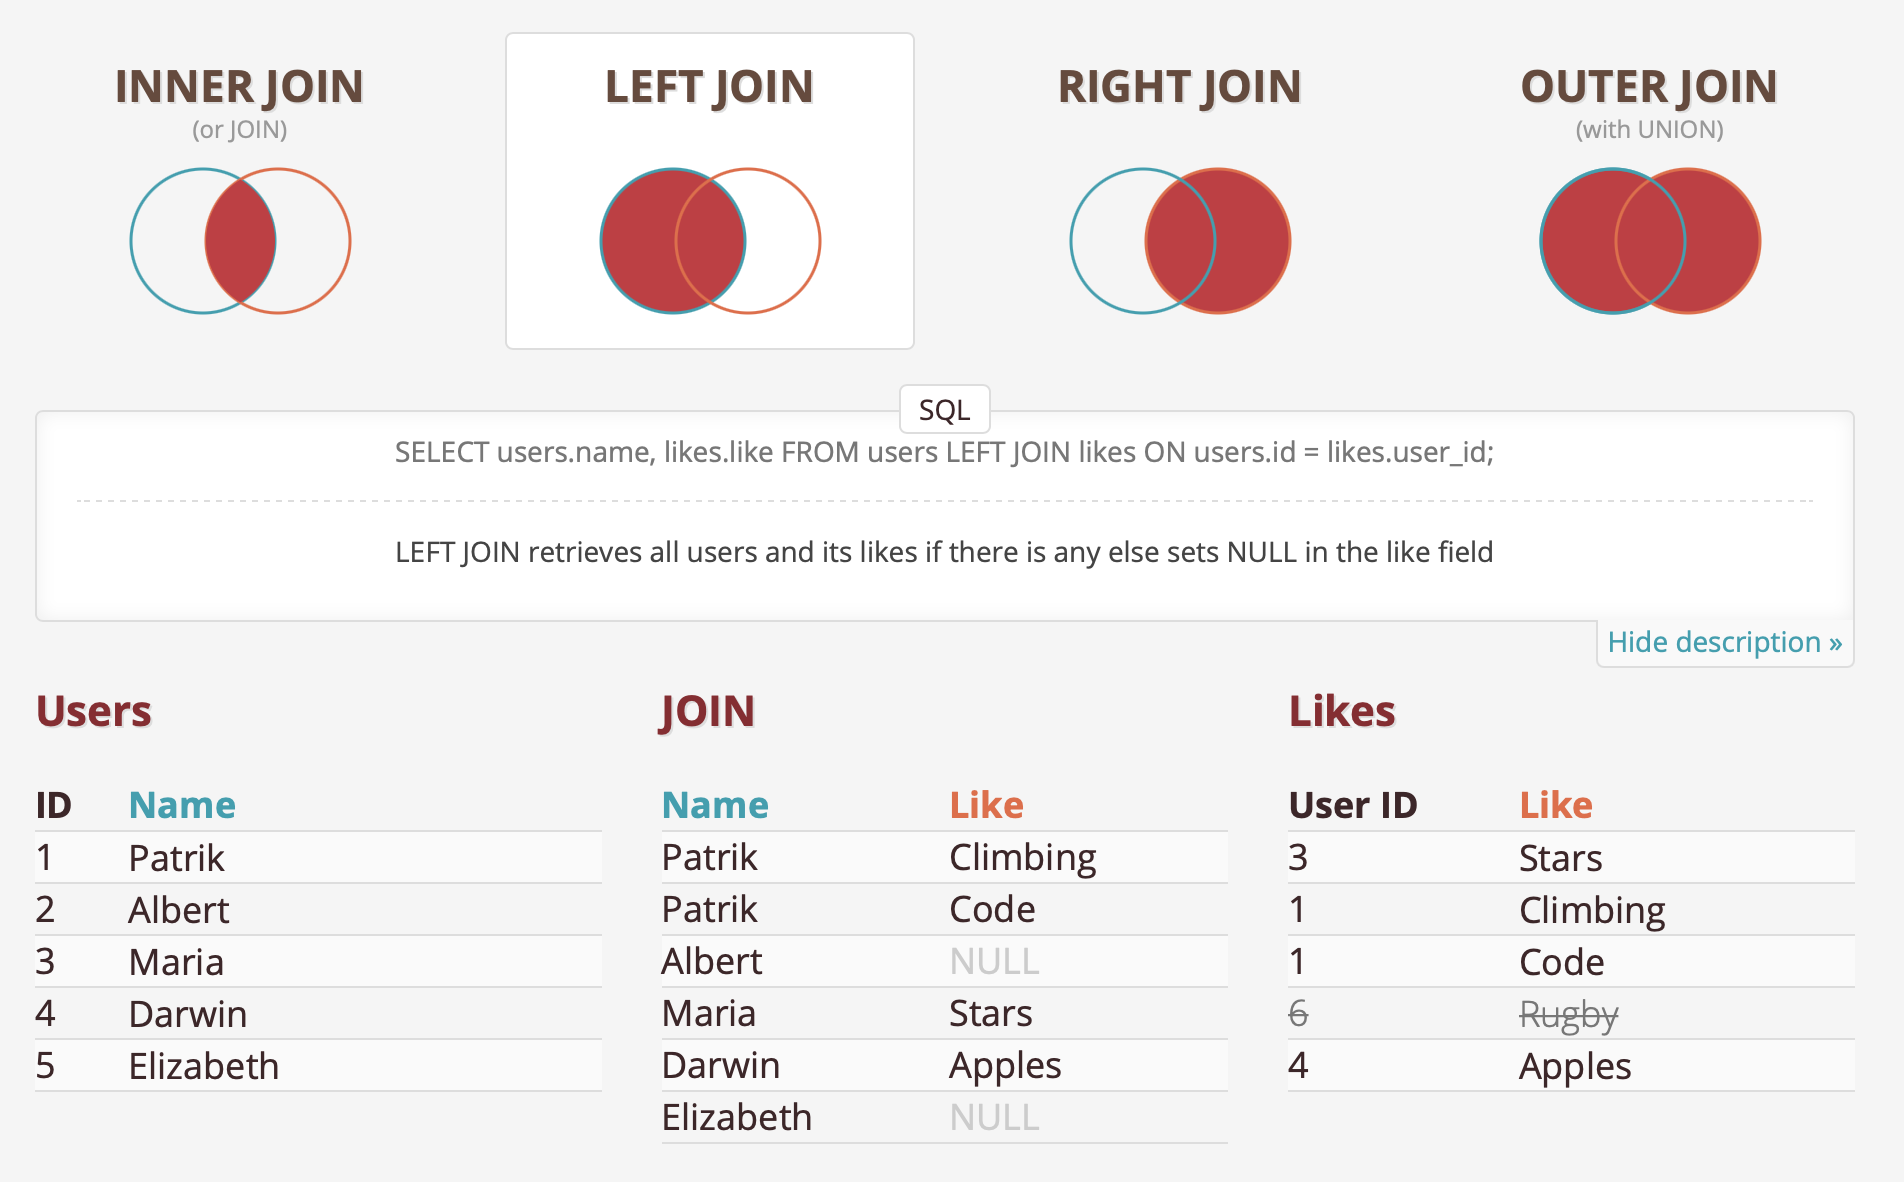 INNER JOIN
(or JOIN)
LEFT JOIN
RIGHT JOIN
OUTER JOIN
(with UNION)
SQL
SELECT users.name, likes.like FROM users LEFT JOIN likes ON users.id = likes.user_id;
LEFT JOIN retrieves all users and its likes if there is any else sets NULL in the like field
Hide description »
Users
ID Name
1 Patrik
2 Albert
3 Maria
4 Darwin
5 Elizabeth
JOIN
Name Like
Patrik Climbing
Patrik Code
Albert NULL
Maria Stars
Darwin Apples
Elizabeth NULL
Likes
User ID Like
3 Stars
1 Climbing
1 Code
6 Rugby
4 Apples